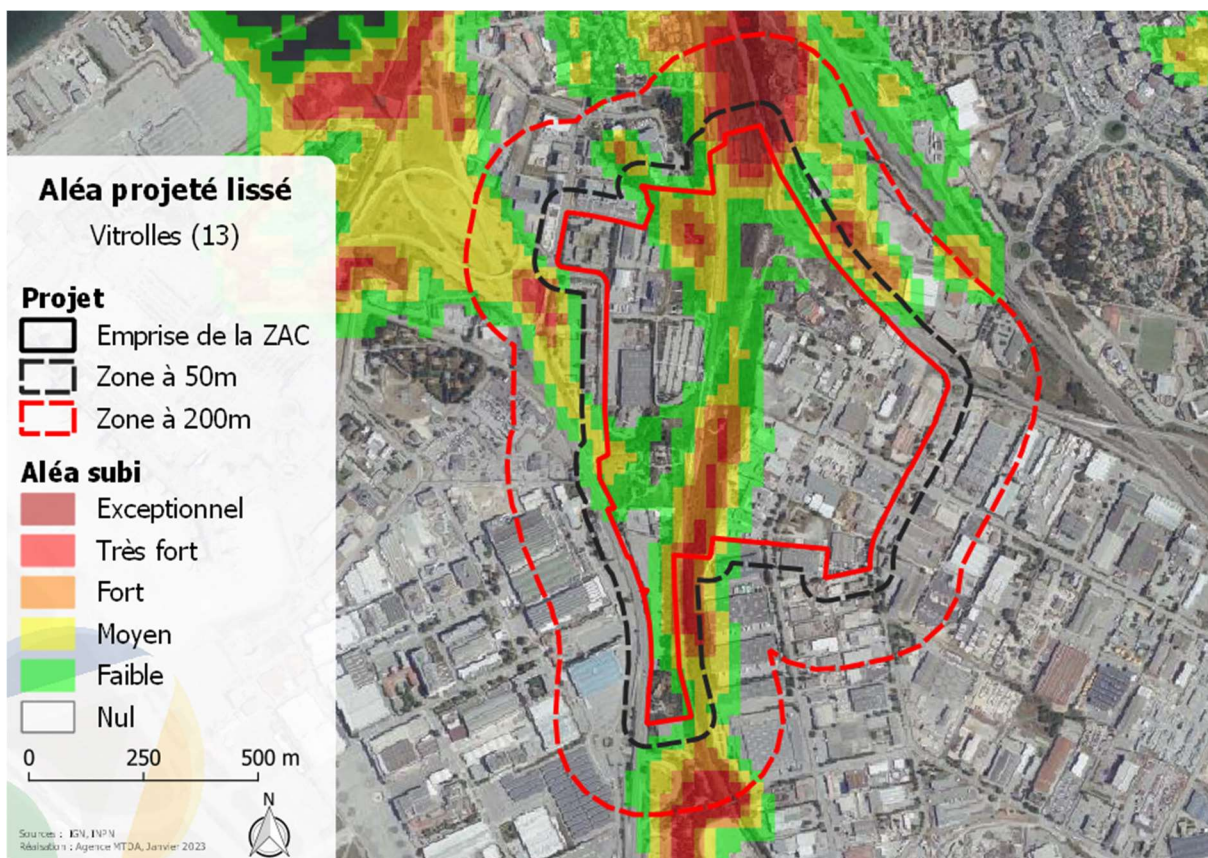 Aléa projeté lissé
Vitrolles (13)
Projet
Emprise de la ZAC
Zone à 50m
Zone à 200m
Aléa subi
Exceptionnel
Très fort
Fort
Moyen
Faible
Nul
0 250 500 m
N
Sources : IGN, INPN
Réalisation : Agence MTDA, Janvier 2023